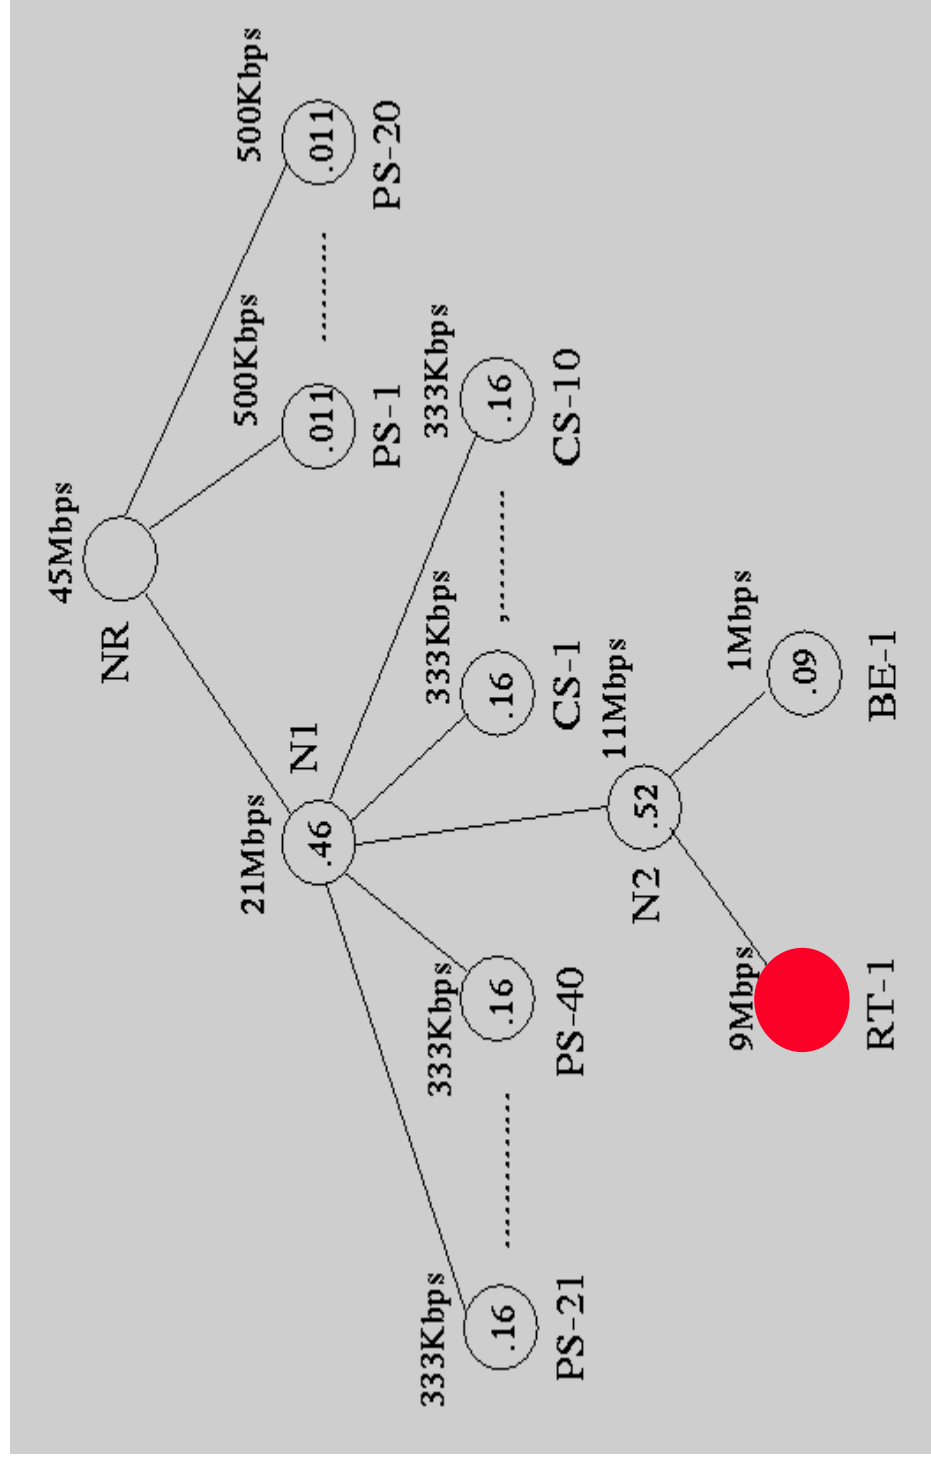 45Mbps
NR
21Mbps
N1
500Kbps
500Kbps
.46
.011
.011
PS-1
PS-20
333Kbps
333Kbps
333Kbps
333Kbps
.16
.16
.16
.16
PS-21
PS-40
CS-1
CS-10
11Mbps
N2
.52
9Mbps
1Mbps
.09
RT-1
BE-1